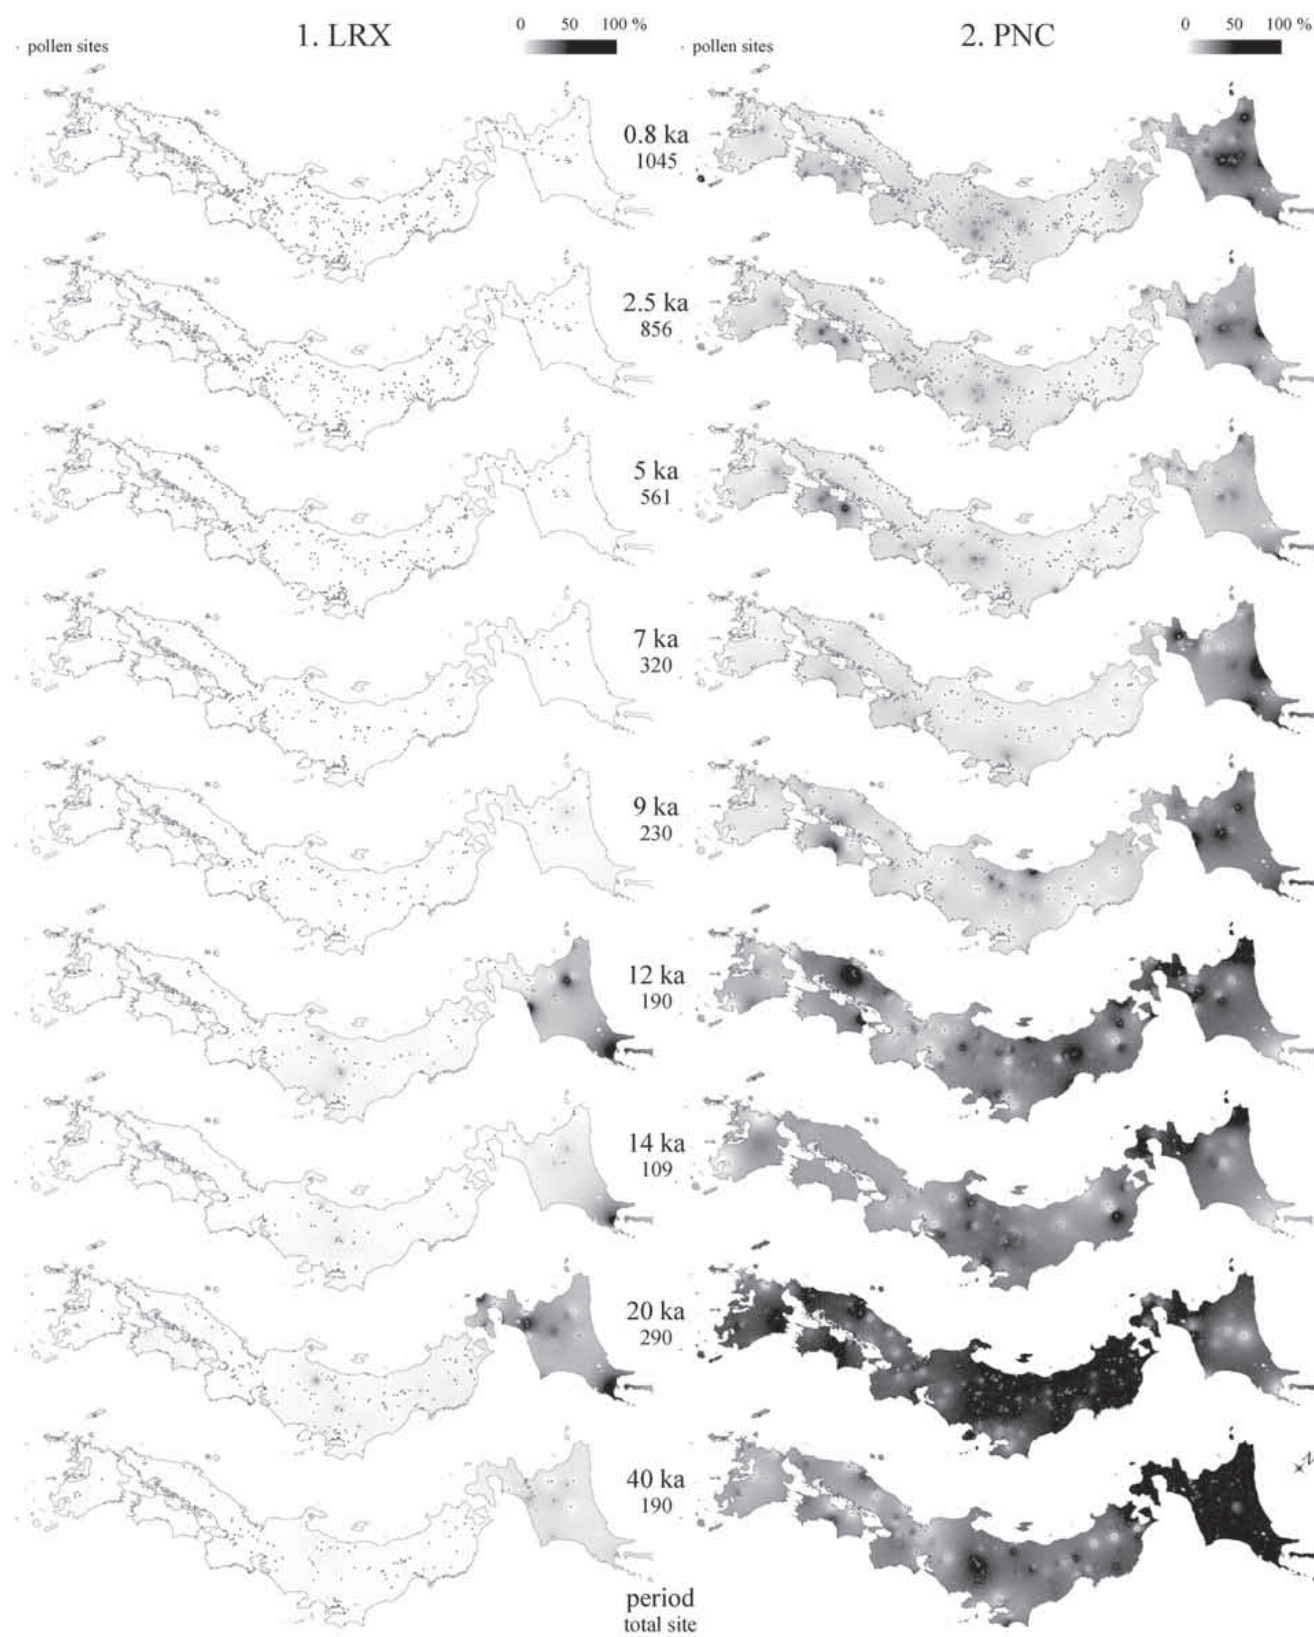 1. LRX
0 50 100 %
pollen sites
2. PNC
0 50 100 %
pollen sites
0.8 ka
1045
2.5 ka
856
5 ka
561
7 ka
320
9 ka
230
12 ka
190
14 ka
109
20 ka
290
40 ka
190
period
total site